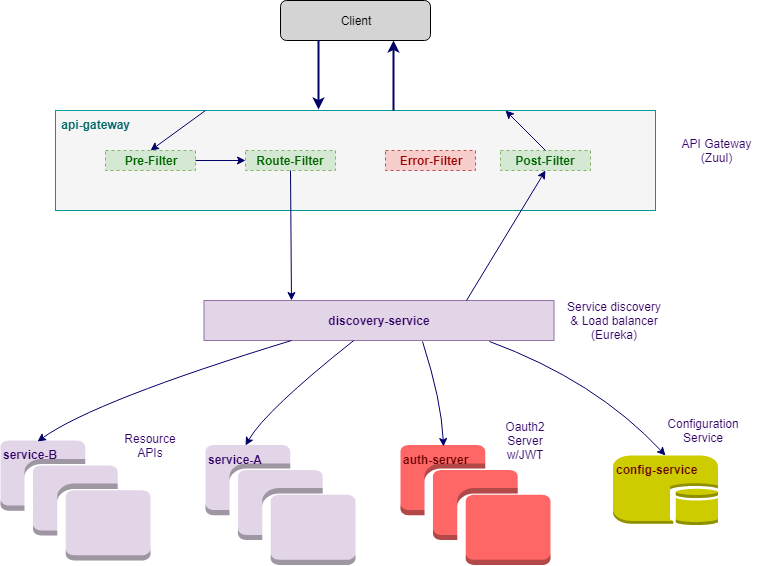 Client
api-gateway
Pre-Filter
Route-Filter
Error-Filter
Post-Filter
API Gateway
(Zuul)
discovery-service
Service discovery
& Load balancer
(Eureka)
service-B
Resource
APIs
service-A
auth-server
Oauth2
Server
w/JWT
Configuration
Service
config-service